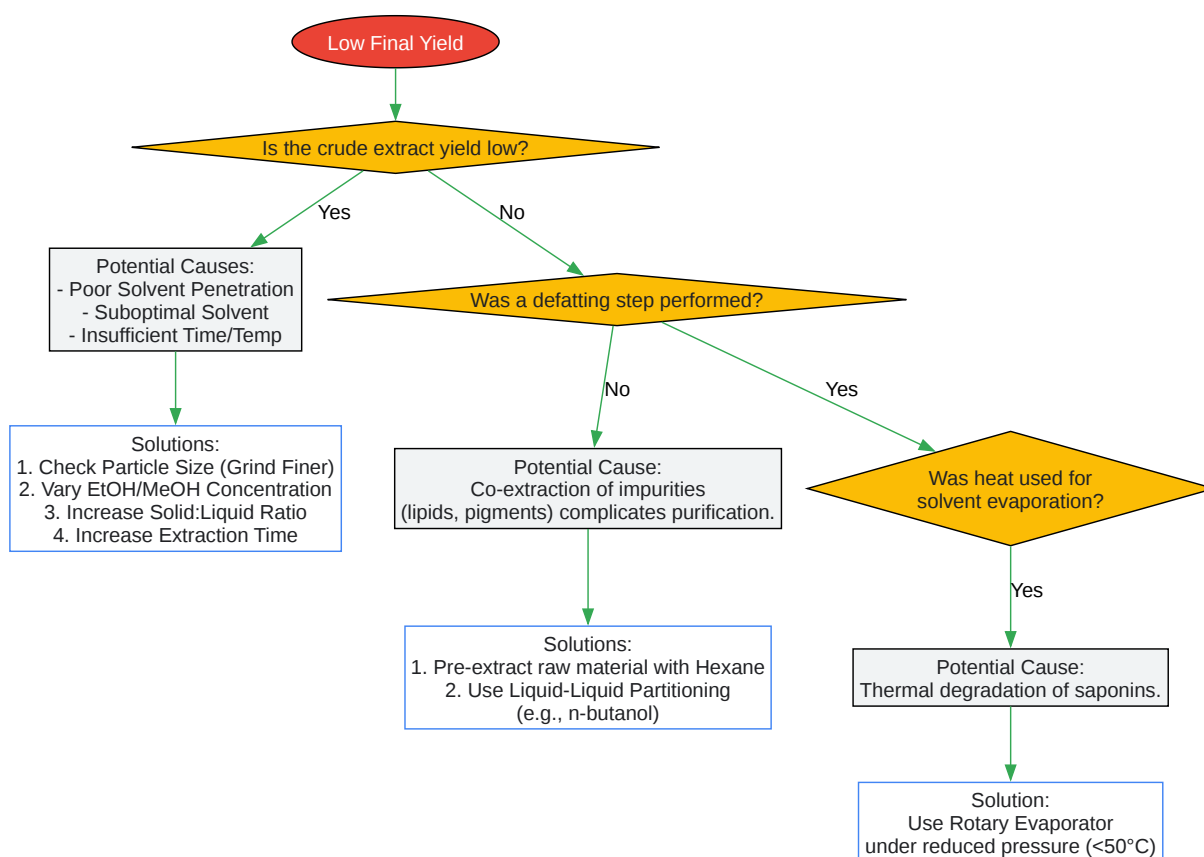 Low Final Yield
Is the crude extract yield low?
Yes
No
Potential Causes:
- Poor Solvent Penetration
- Suboptimal Solvent
- Insufficient Time/Temp
Was a defatting step performed?
No
Yes
Solutions:
1. Check Particle Size (Grind Finer)
2. Vary EtOH/MeOH Concentration
3. Increase Solid:Liquid Ratio
4. Increase Extraction Time
Potential Cause:
Co-extraction of impurities
(lipids, pigments) complicates purification.
Was heat used for
solvent evaporation?
Yes
Solutions:
1. Pre-extract raw material with Hexane
2. Use Liquid-Liquid Partitioning
(e.g., n-butanol)
Potential Cause:
Thermal degradation of saponins.
Solution:
Use Rotary Evaporator
under reduced pressure (<50°C)